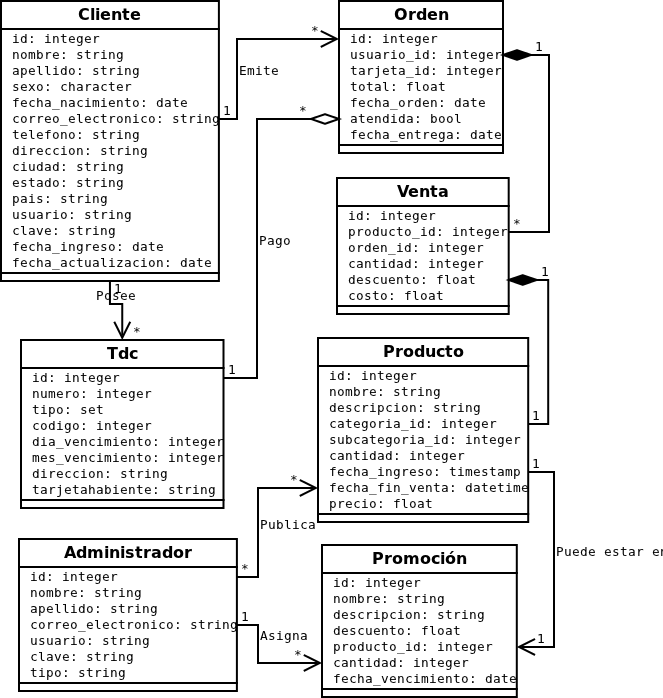 Cliente
id: integer
nombre: string
apellido: string
sexo: character
fecha_nacimiento: date
correo_electronico: string
telefono: string
direccion: string
ciudad: string
estado: string
pais: string
usuario: string
clave: string
fecha_ingreso: date
fecha_actualizacion: date
1
Emite
*
Orden
id: integer
usuario_id: integer
tarjeta_id: integer
total: float
fecha_orden: date
atendida: bool
fecha_entrega: date
1
*
*
Pago
1
Venta
id: integer
producto_id: integer
orden_id: integer
cantidad: integer
descuento: float
costo: float
1
1
1
Posee
*
Tdc
id: integer
numero: integer
tipo: set
codigo: integer
dia_vencimiento: integer
mes_vencimiento: integer
direccion: string
tarjetahabiente: string
Producto
id: integer
nombre: string
descripcion: string
categoria_id: integer
subcategoria_id: integer
cantidad: integer
fecha_ingreso: timestamp
fecha_fin_venta: datetime
precio: float
1
Puede estar en
1
*
Publica
*
Administrador
id: integer
nombre: string
apellido: string
correo_electronico: string
usuario: string
clave: string
tipo: string
1
Asigna
*
Promoción
id: integer
nombre: string
descripcion: string
descuento: float
producto_id: integer
cantidad: integer
fecha_vencimiento: date